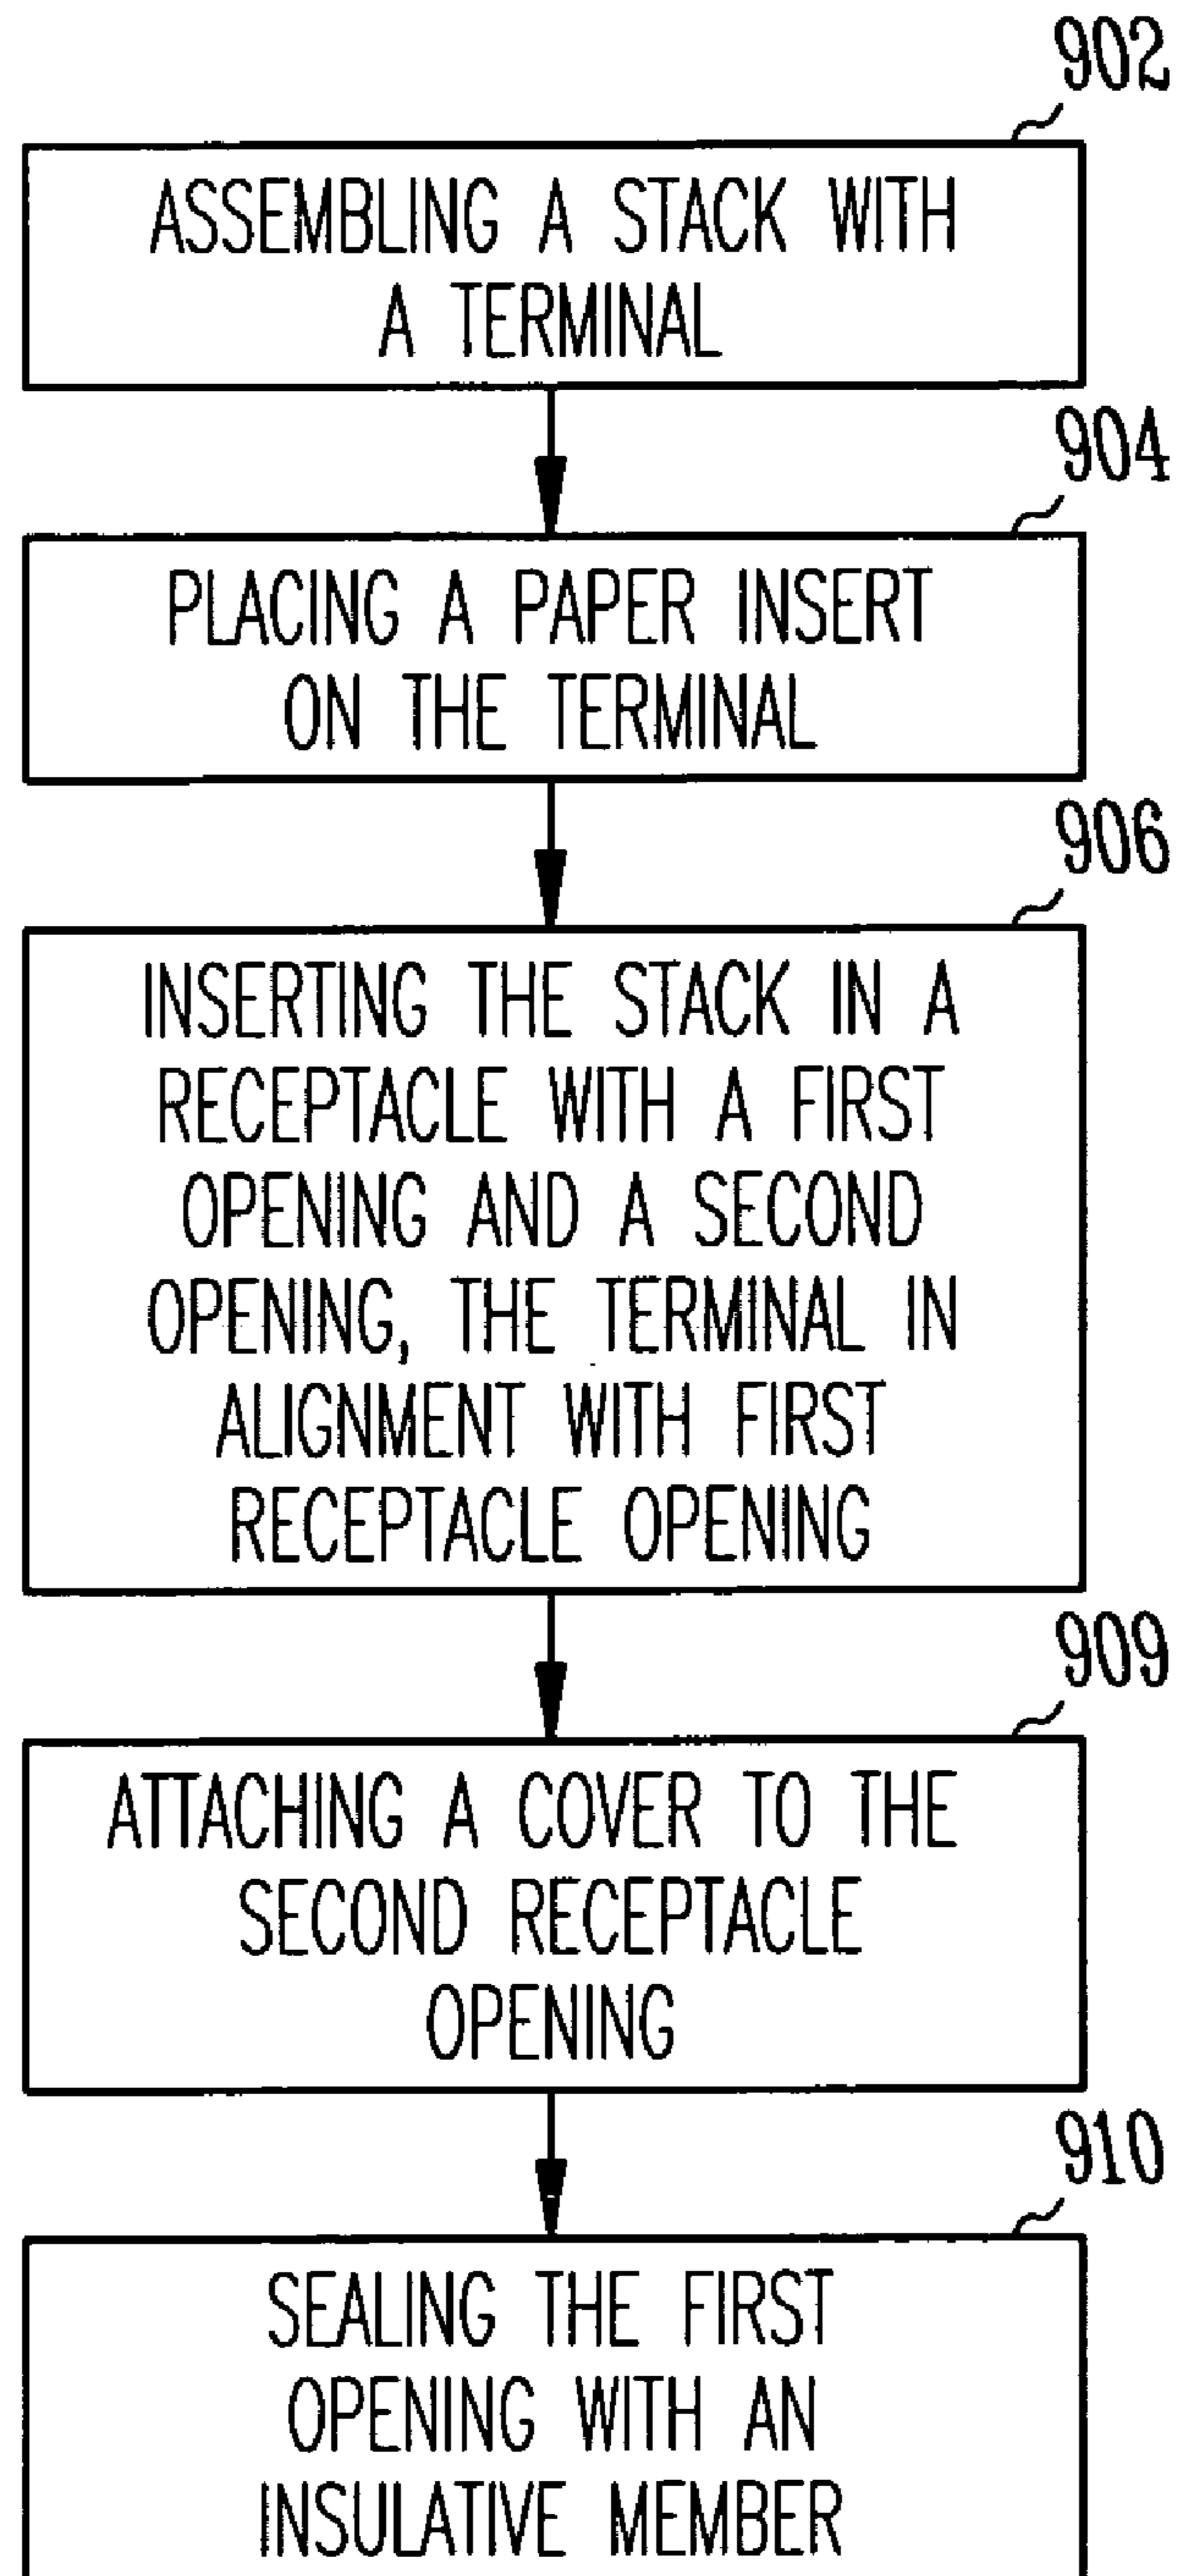 902
ASSEMBLING A STACK WITH
A TERMINAL
904
PLACING A PAPER INSERT
ON THE TERMINAL
906
INSERTING THE STACK IN A
RECEPTACLE WITH A FIRST
OPENING AND A SECOND
OPENING, THE TERMINAL IN
ALIGNMENT WITH FIRST
RECEPTACLE OPENING
909
ATTACHING A COVER TO THE
SECOND RECEPTACLE
OPENING
910
SEALING THE FIRST
OPENING WITH AN
INSULATIVE MEMBER